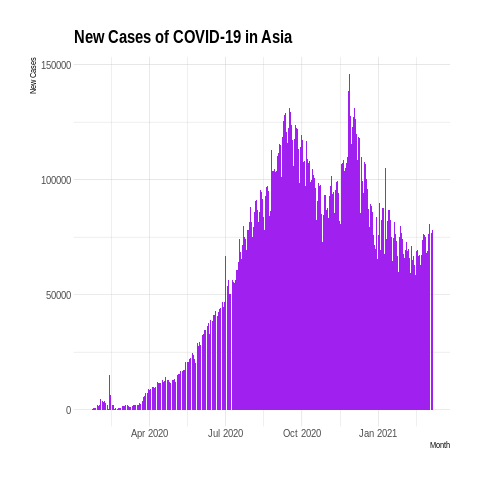 New Cases of COVID-19 in Asia
New Cases
150000
100000
50000
0
Apr 2020 Jul 2020 Oct 2020 Jan 2021
Month